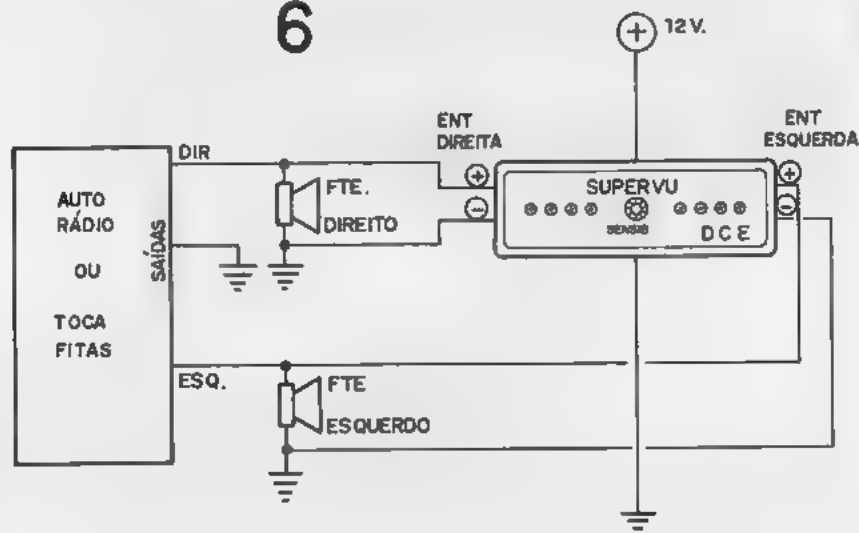 6
12 V.
ENT
DIREITA
ENT
ESQUERDA
DIR
AUTO
RÁDIO
OU
TOCA
FITAS
SAÍDAS
FTE.
DIREITO
SUPERVU
SENSIB
DCE
ESQ.
FTE
ESQUERDO